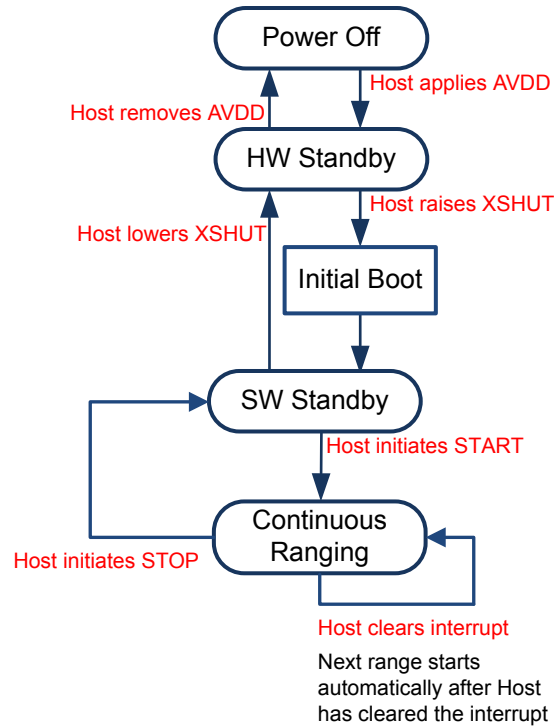 Power Off
Host applies AVDD
Host removes AVDD
HW Standby
Host raises XSHUT
Host lowers XSHUT
Initial Boot
SW Standby
Host initiates START
Continuous
Ranging
Host initiates STOP
Host clears interrupt
Next range starts
automatically after Host
has cleared the interrupt